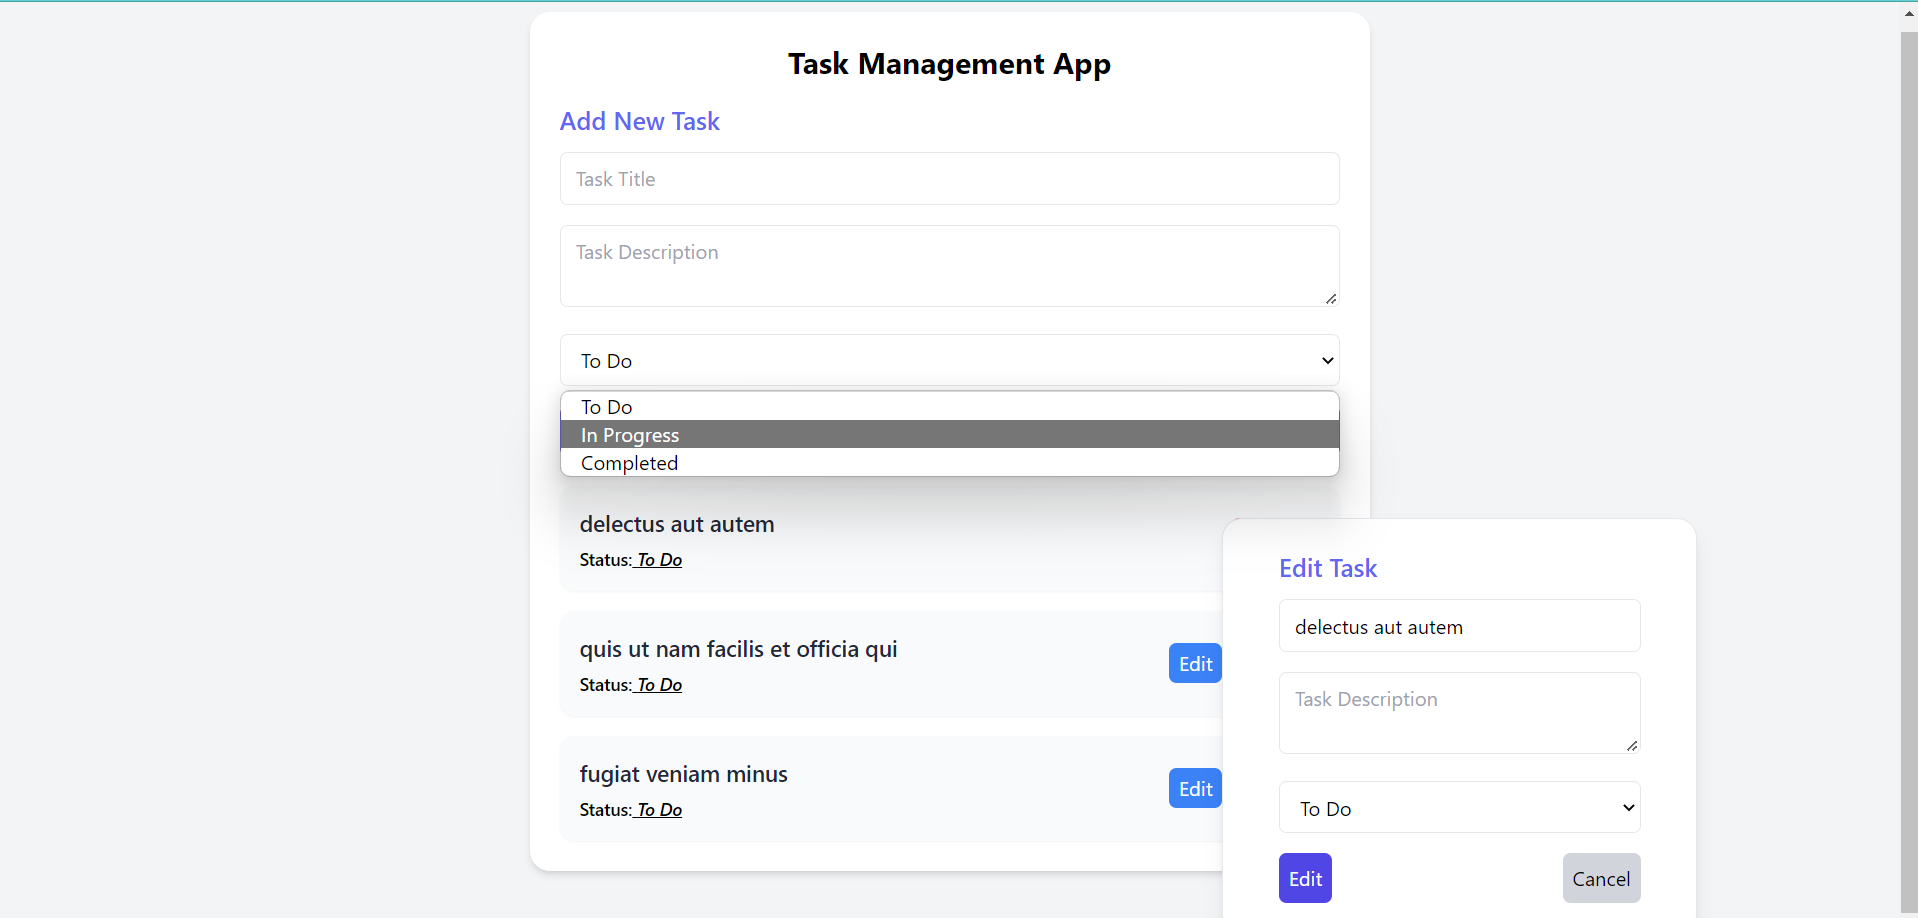 Task Management App
Add New Task
Task Title
Task Description
To Do
To Do
In Progress
Completed
delectus aut autem
Status: To Do
quis ut nam facilis et officia qui
Status: To Do
Edit
fugiat veniam minus
Status: To Do
Edit
Edit Task
delectus aut autem
Task Description
To Do
Edit
Cancel